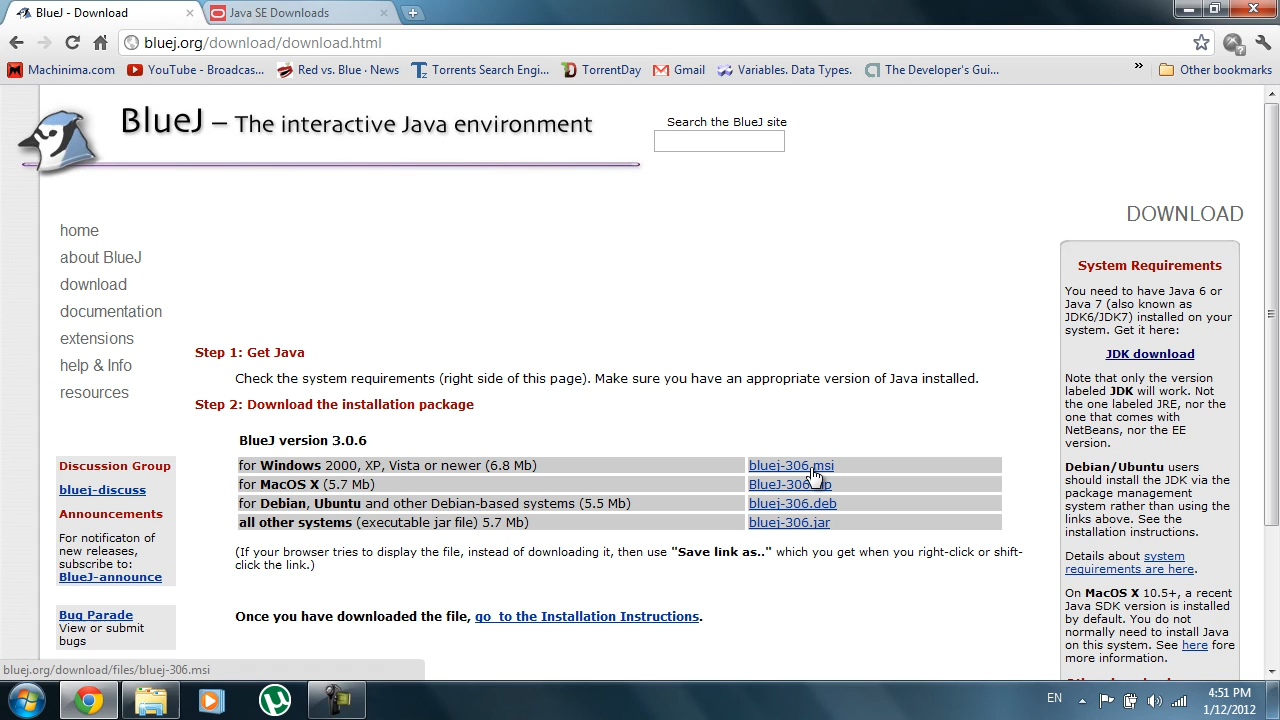 BlueJ - Download
Java SE Downloads
bluej.org/download/download.html
Machinima.com
YouTube - Broadcas...
Red vs. Blue · News
Torrents Search Engi...
TorrentDay
Gmail
Variables. Data Types.
The Developer's Gui...
»
Other bookmarks
BlueJ – The interactive Java environment
Search the BlueJ site
DOWNLOAD
home
about BlueJ
download
documentation
extensions
help & Info
resources
Discussion Group
bluej-discuss
Announcements
For notificaton of
new releases,
subscribe to:
BlueJ-announce
Bug Parade
View or submit
bugs
Step 1: Get Java
Check the system requirements (right side of this page). Make sure you have an appropriate version of Java installed.
Step 2: Download the installation package
BlueJ version 3.0.6
for Windows 2000, XP, Vista or newer (6.8 Mb) bluej-306.msi
for MacOS X (5.7 Mb)
for Debian, Ubuntu and other Debian-based systems (5.5 Mb) bluej-306.deb
all other systems (executable jar file) 5.7 Mb) bluej-306.jar
(If your browser tries to display the file, instead of downloading it, then use "Save link as.." which you get when you right-click or shift-
click the link.)
Once you have downloaded the file, go to the Installation Instructions.
System Requirements
You need to have Java 6 or
Java 7 (also known as
JDK6/JDK7) installed on your
system. Get it here:
JDK download
Note that only the version
labeled JDK will work. Not
the one labeled JRE, nor the
one that comes with
NetBeans, nor the EE
version.
Debian/Ubuntu users
should install the JDK via the
package management
system rather than using the
links above. See the
installation instructions.
Details about system
requirements are here.
On MacOS X 10.5+, a recent
Java SDK version is installed
by default. You do not
normally need to install Java
on this system. See here fore
more information.
bluej.org/download/files/bluej-306.msi
EN
4:51 PM
1/12/2012